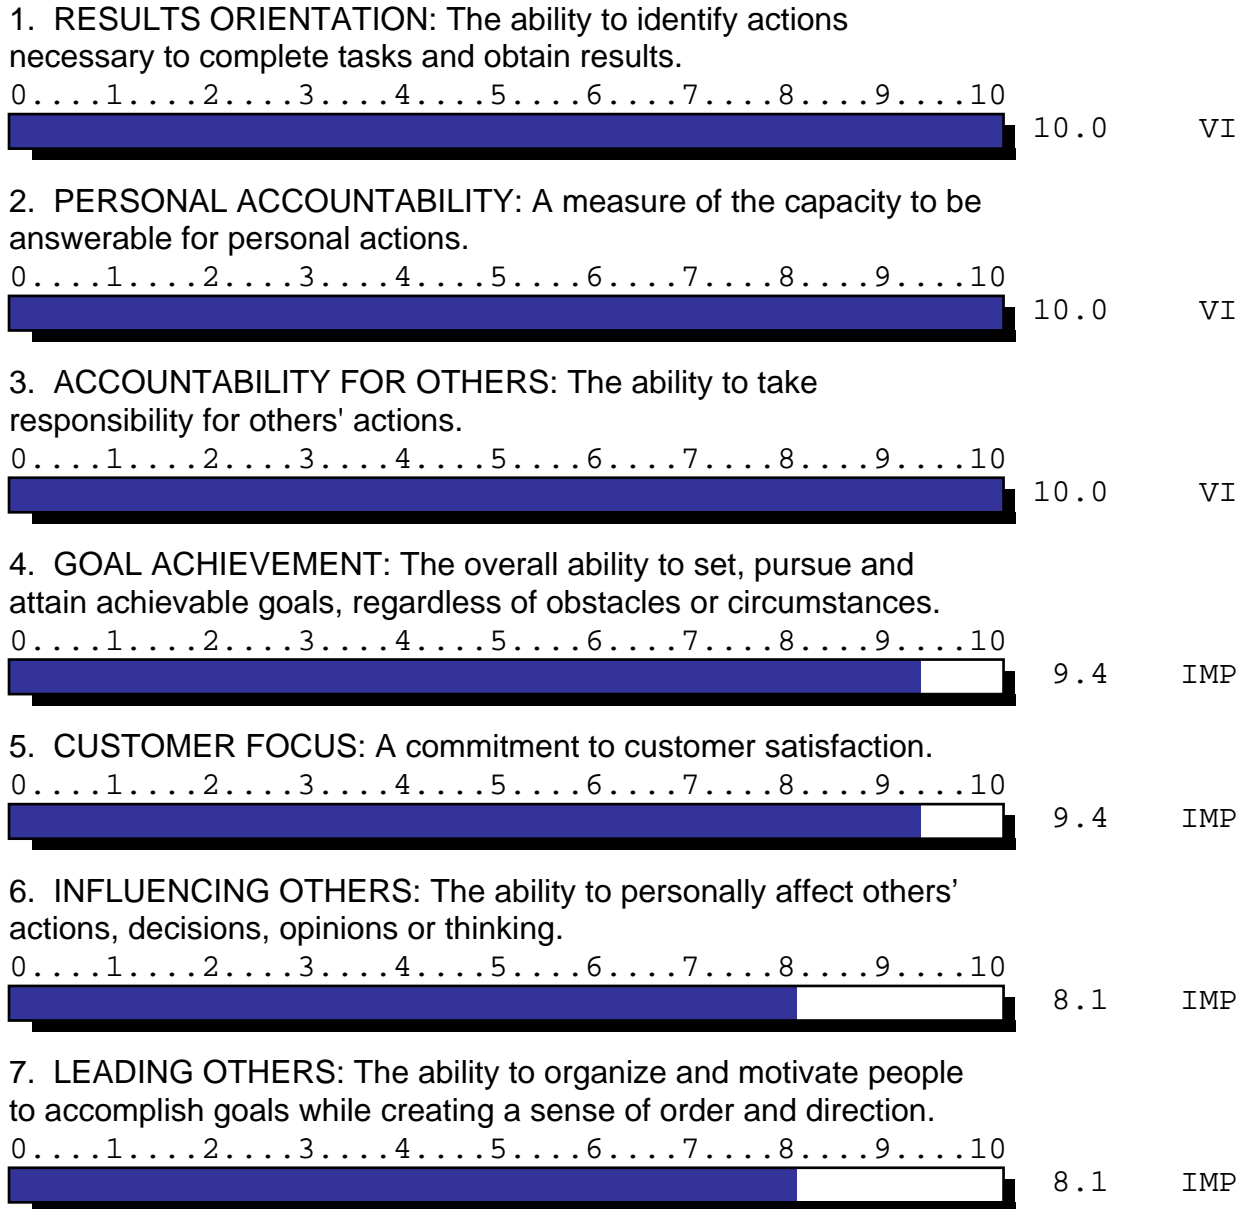 1.  RESULTS ORIENTATION: The ability to identify actions
necessary to complete tasks and obtain results.
0....1....2....3....4....5....6....7....8....9....10
10.0 VI
2.  PERSONAL ACCOUNTABILITY: A measure of the capacity to be
answerable for personal actions.
0....1....2....3....4....5....6....7....8....9....10
10.0 VI
3.  ACCOUNTABILITY FOR OTHERS: The ability to take
responsibility for others' actions.
0....1....2....3....4....5....6....7....8....9....10
10.0 VI
4.  GOAL ACHIEVEMENT: The overall ability to set, pursue and
attain achievable goals, regardless of obstacles or circumstances.
0....1....2....3....4....5....6....7....8....9....10
9.4 IMP
5.  CUSTOMER FOCUS: A commitment to customer satisfaction.
0....1....2....3....4....5....6....7....8....9....10
9.4 IMP
6.  INFLUENCING OTHERS: The ability to personally affect others’
actions, decisions, opinions or thinking.
0....1....2....3....4....5....6....7....8....9....10
8.1 IMP
7.  LEADING OTHERS: The ability to organize and motivate people
to accomplish goals while creating a sense of order and direction.
0....1....2....3....4....5....6....7....8....9....10
8.1 IMP